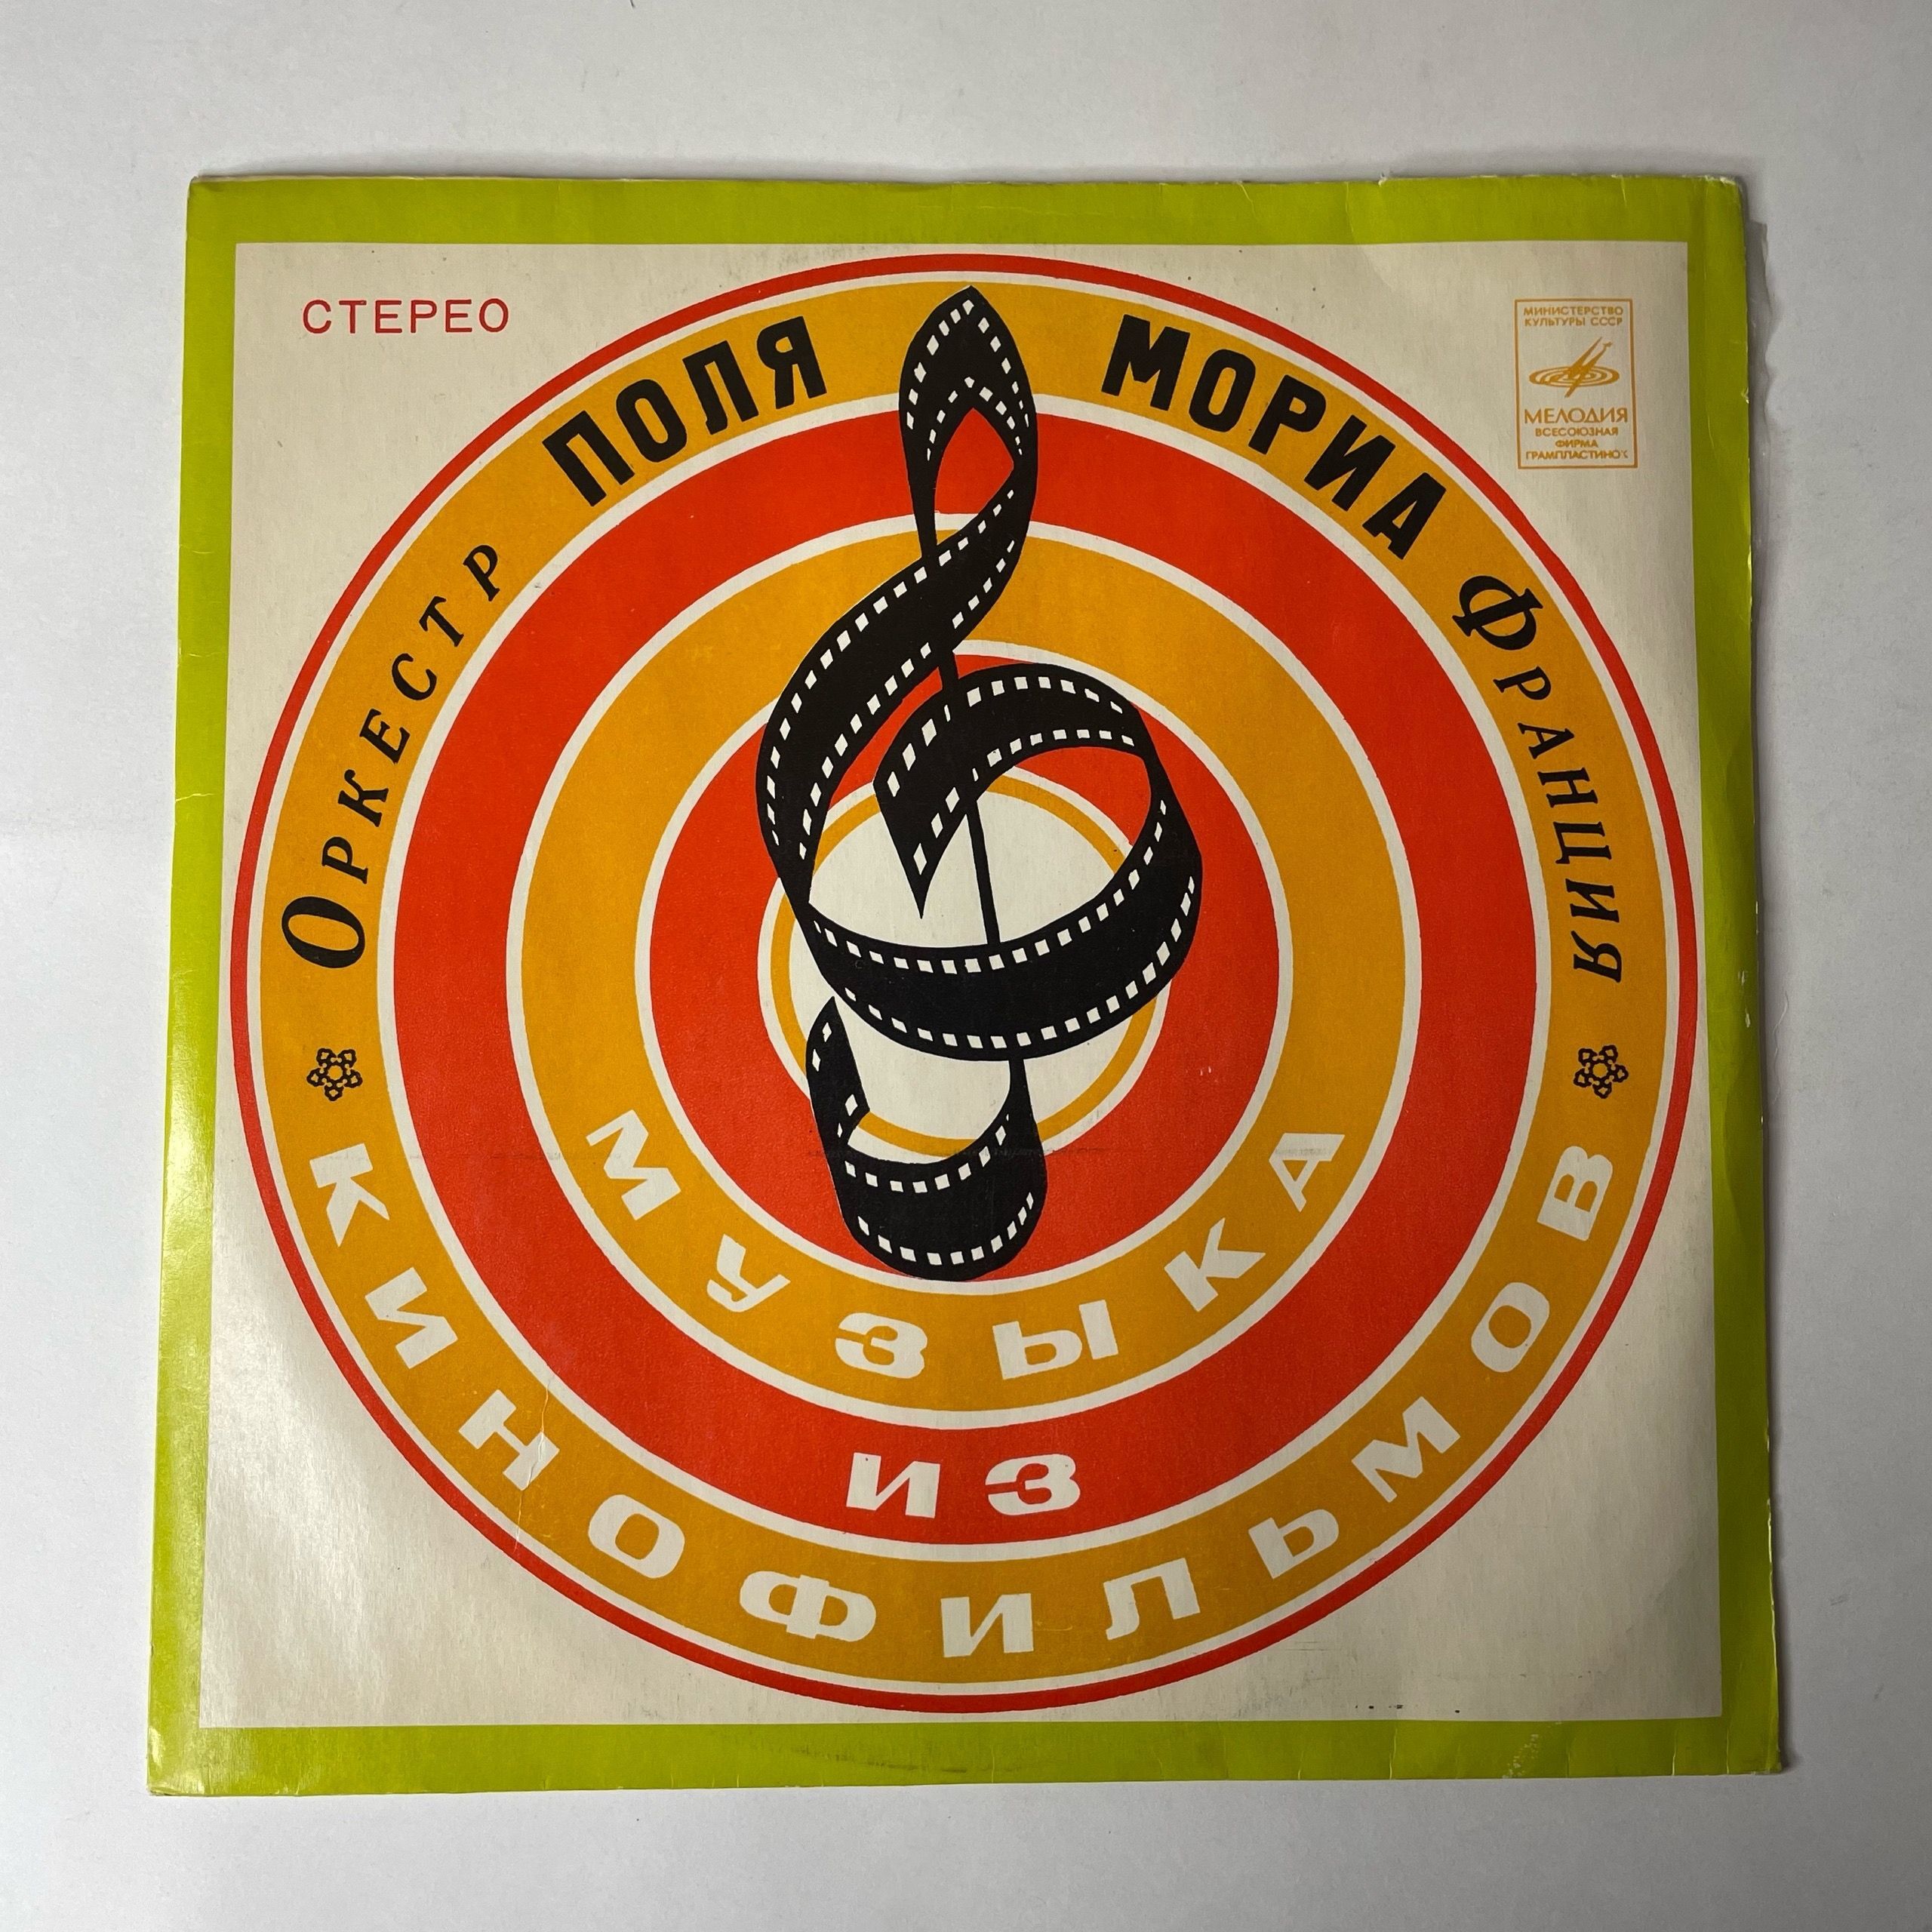 СТЕРЕО
МИНИСТЕРСТВО
КУЛЬТУРЫ СССР
МЕЛОДИЯ
ВСЕСОЮЗНАЯ
ФИРМА
ГРАМПЛАСТИНОК
ОРКЕСТР ПОЛЯ МОРИА ФРАНЦИЯ
МУЗЫКА
ИЗ
КИНОФИЛЬМОВ